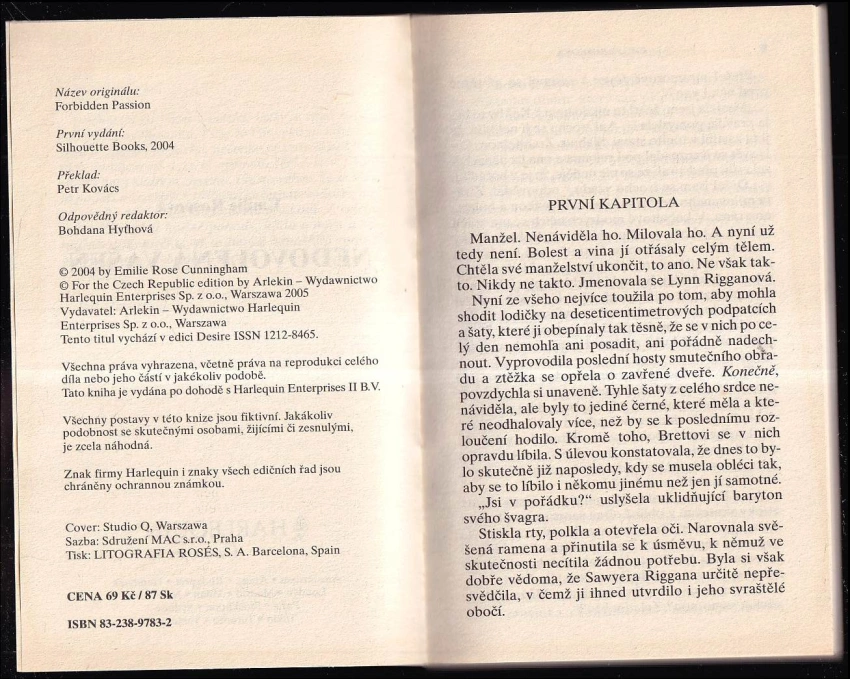 Název originálu:
Forbidden Passion
První vydání:
Silhouette Books, 2004
Překlad:
Petr Kovács
Odpovědný redaktor:
Bohdana Hyťhová
© 2004 by Emilie Rose Cunningham
© For the Czech Republic edition by Arlekin – Wydawnictwo
Harlequin Enterprises Sp. z o.o., Warszawa 2005
Vydavatel: Arlekin – Wydawnictwo Harlequin
Enterprises Sp. z o.o., Warszawa
Tento titul vychází v edici Desire ISSN 1212-8465.
Všechna práva vyhrazena, včetně práva na reprodukci celého
díla nebo jeho částí v jakékoliv podobě.
Tato kniha je vydána po dohodě s Harlequin Enterprises II B.V.
Všechny postavy v této knize jsou fiktivní. Jakákoliv
podobnost se skutečnými osobami, žijícími či zesnulými,
je zcela náhodná.
Znak firmy Harlequin i znaky všech edičních řad jsou
chráněny ochrannou známkou.
Cover: Studio Q, Warszawa
Sazba: Sdružení MAC s.r.o., Praha
Tisk: LITOGRAFIA ROSÉS, S. A. Barcelona, Spain
CENA 69 Kč / 87 Sk
ISBN 83-238-9783-2
PRVNÍ KAPITOLA
Manžel. Nenáviděla ho. Milovala ho. A nyní už
tedy není. Bolest a vina jí otřásaly celým tělem.
Chtěla své manželství ukončit, to ano. Ne však tak-
to. Nikdy ne takto. Jmenovala se Lynn Rigganová.
Nyní ze všeho nejvíce toužila po tom, aby mohla
shodit lodičky na deseticentimetrových podpatcích
a šaty, které ji obepínaly tak těsně, že se v nich po ce-
lý den nemohla ani posadit, ani pořádně nadech-
nout. Vyprovodila poslední hosty smutečního obřa-
du a ztěžka se opřela o zavřené dveře. Konečně,
povzdychla si unaveně. Tyhle šaty z celého srdce ne-
náviděla, ale byly to jediné černé, které měla a kte-
ré neodhalovaly více, než by se k poslednímu roz-
loučení hodilo. Kromě toho, Brettovi se v nich
opravdu líbila. S úlevou konstatovala, že dnes to by-
lo skutečně již naposledy, kdy se musela obléci tak,
aby se to líbilo i někomu jinému než jen jí samotné.
„Jsi v pořádku?“ uslyšela uklidňující baryton
svého švagra.
Stiskla rty, polkla a otevřela oči. Narovnala svě-
šená ramena a přinutila se k úsměvu, k němuž ve
skutečnosti necítila žádnou potřebu. Byla si však
dobře vědoma, že Sawyera Riggana určitě nepře-
svědčila, v čemž ji ihned utvrdilo i jeho svraštělé
obočí.